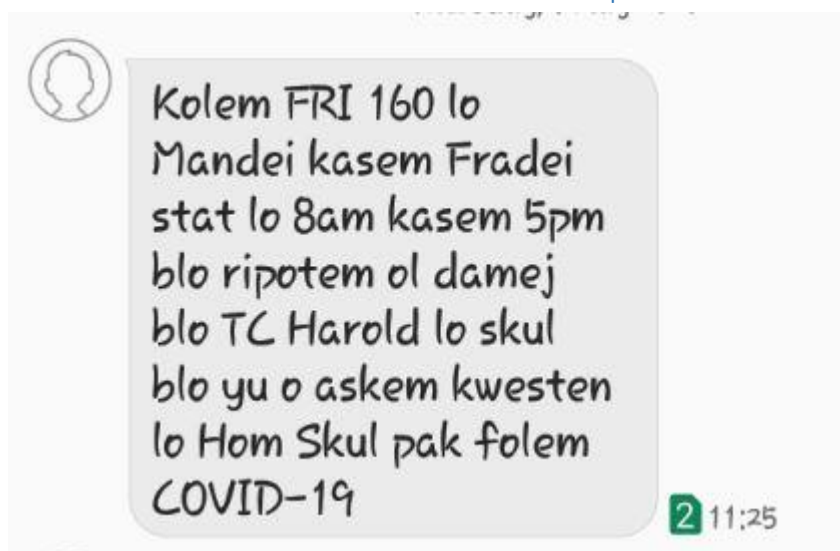 Kolem FRI 160 lo
Mandei kasem Fradei
stat lo 8am kasem 5pm
blo ripotem ol damej
blo TC Harold lo skul
blo yu o askem kwesten
lo Hom Skul pak folem
COVID-19
2 11:25